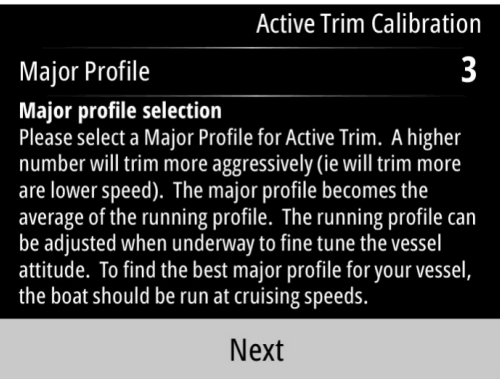 Active Trim Calibration
Major Profile 3
Major profile selection
Please select a Major Profile for Active Trim.  A higher
number will trim more aggressively (ie will trim more
are lower speed).  The major profile becomes the
average of the running profile.  The running profile can
be adjusted when underway to fine tune the vessel
attitude.  To find the best major profile for your vessel,
the boat should be run at cruising speeds.
Next